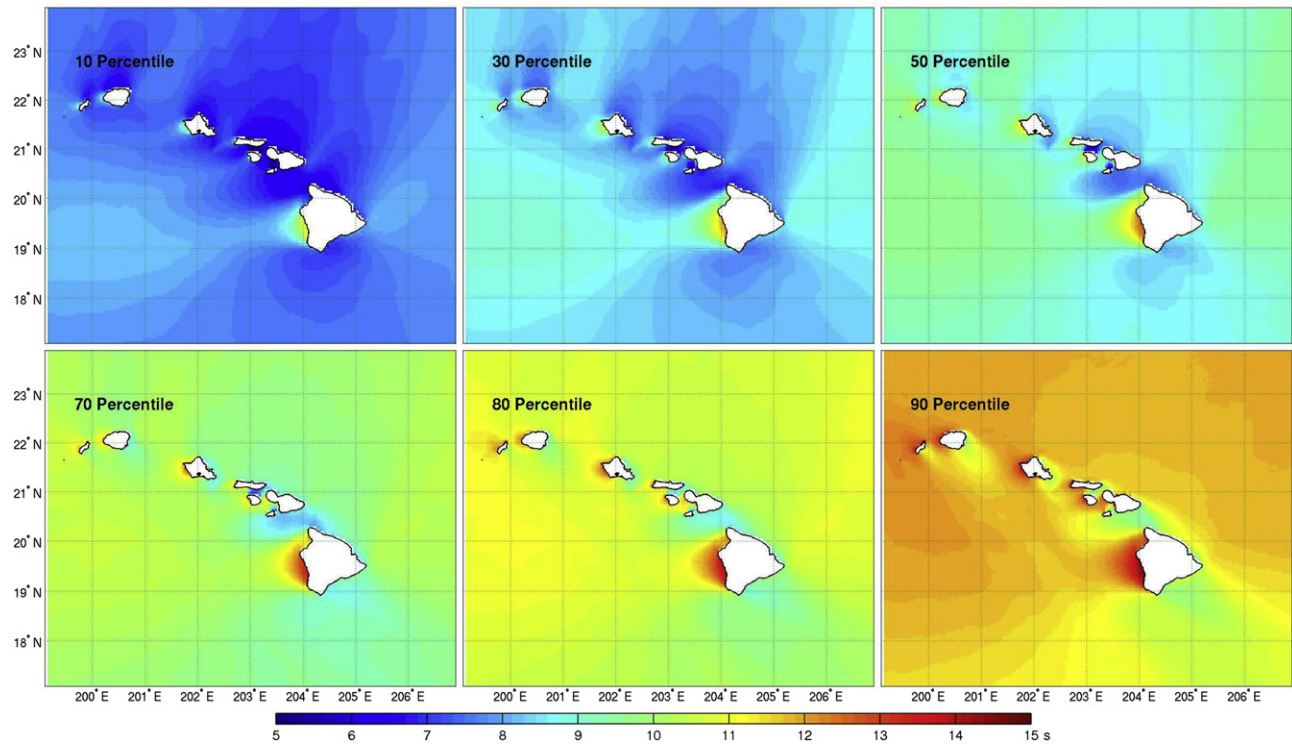 10 Percentile
30 Percentile
50 Percentile
23° N
22° N
21° N
20° N
19° N
18° N
70 Percentile
80 Percentile
90 Percentile
23° N
22° N
21° N
20° N
19° N
18° N
200° E 201° E 202° E 203° E 204° E 205° E 206° E
200° E 201° E 202° E 203° E 204° E 205° E 206° E
200° E 201° E 202° E 203° E 204° E 205° E 206° E
5 6 7 8 9 10 11 12 13 14 15 s